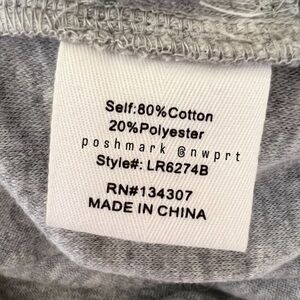 Self:80%Cotton
20%Polyester
poshmark @nwprt
Style#: LR6274B
RN#134307
MADE IN CHINA